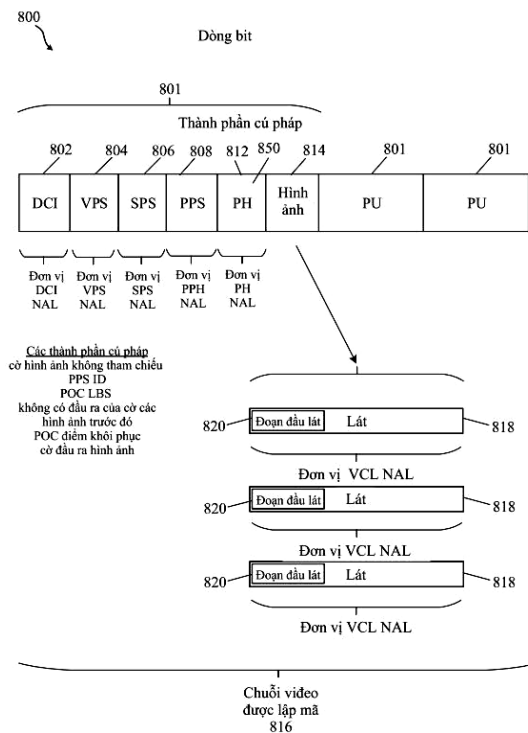 800
Dòng bit
801
Thành phần cú pháp
802 804 806 808 812 850 814 801 801
DCI VPS SPS PPS PH Hình ảnh PU PU
Đơn vị DCI NAL
Đơn vị VPS NAL
Đơn vị SPS NAL
Đơn vị PPH NAL
Đơn vị PH NAL
Các thành phần cú pháp
cờ hình ảnh không tham chiếu
PPS ID
POC LBS
không có đầu ra của cờ các
hình ảnh trước đó
POC điểm khôi phục
cờ đầu ra hình ảnh
820 Đoạn đầu lát Lát 818
Đơn vị VCL NAL
820 Đoạn đầu lát Lát 818
Đơn vị VCL NAL
820 Đoạn đầu lát Lát 818
Đơn vị VCL NAL
Chuỗi viđeo
được lập mã
816